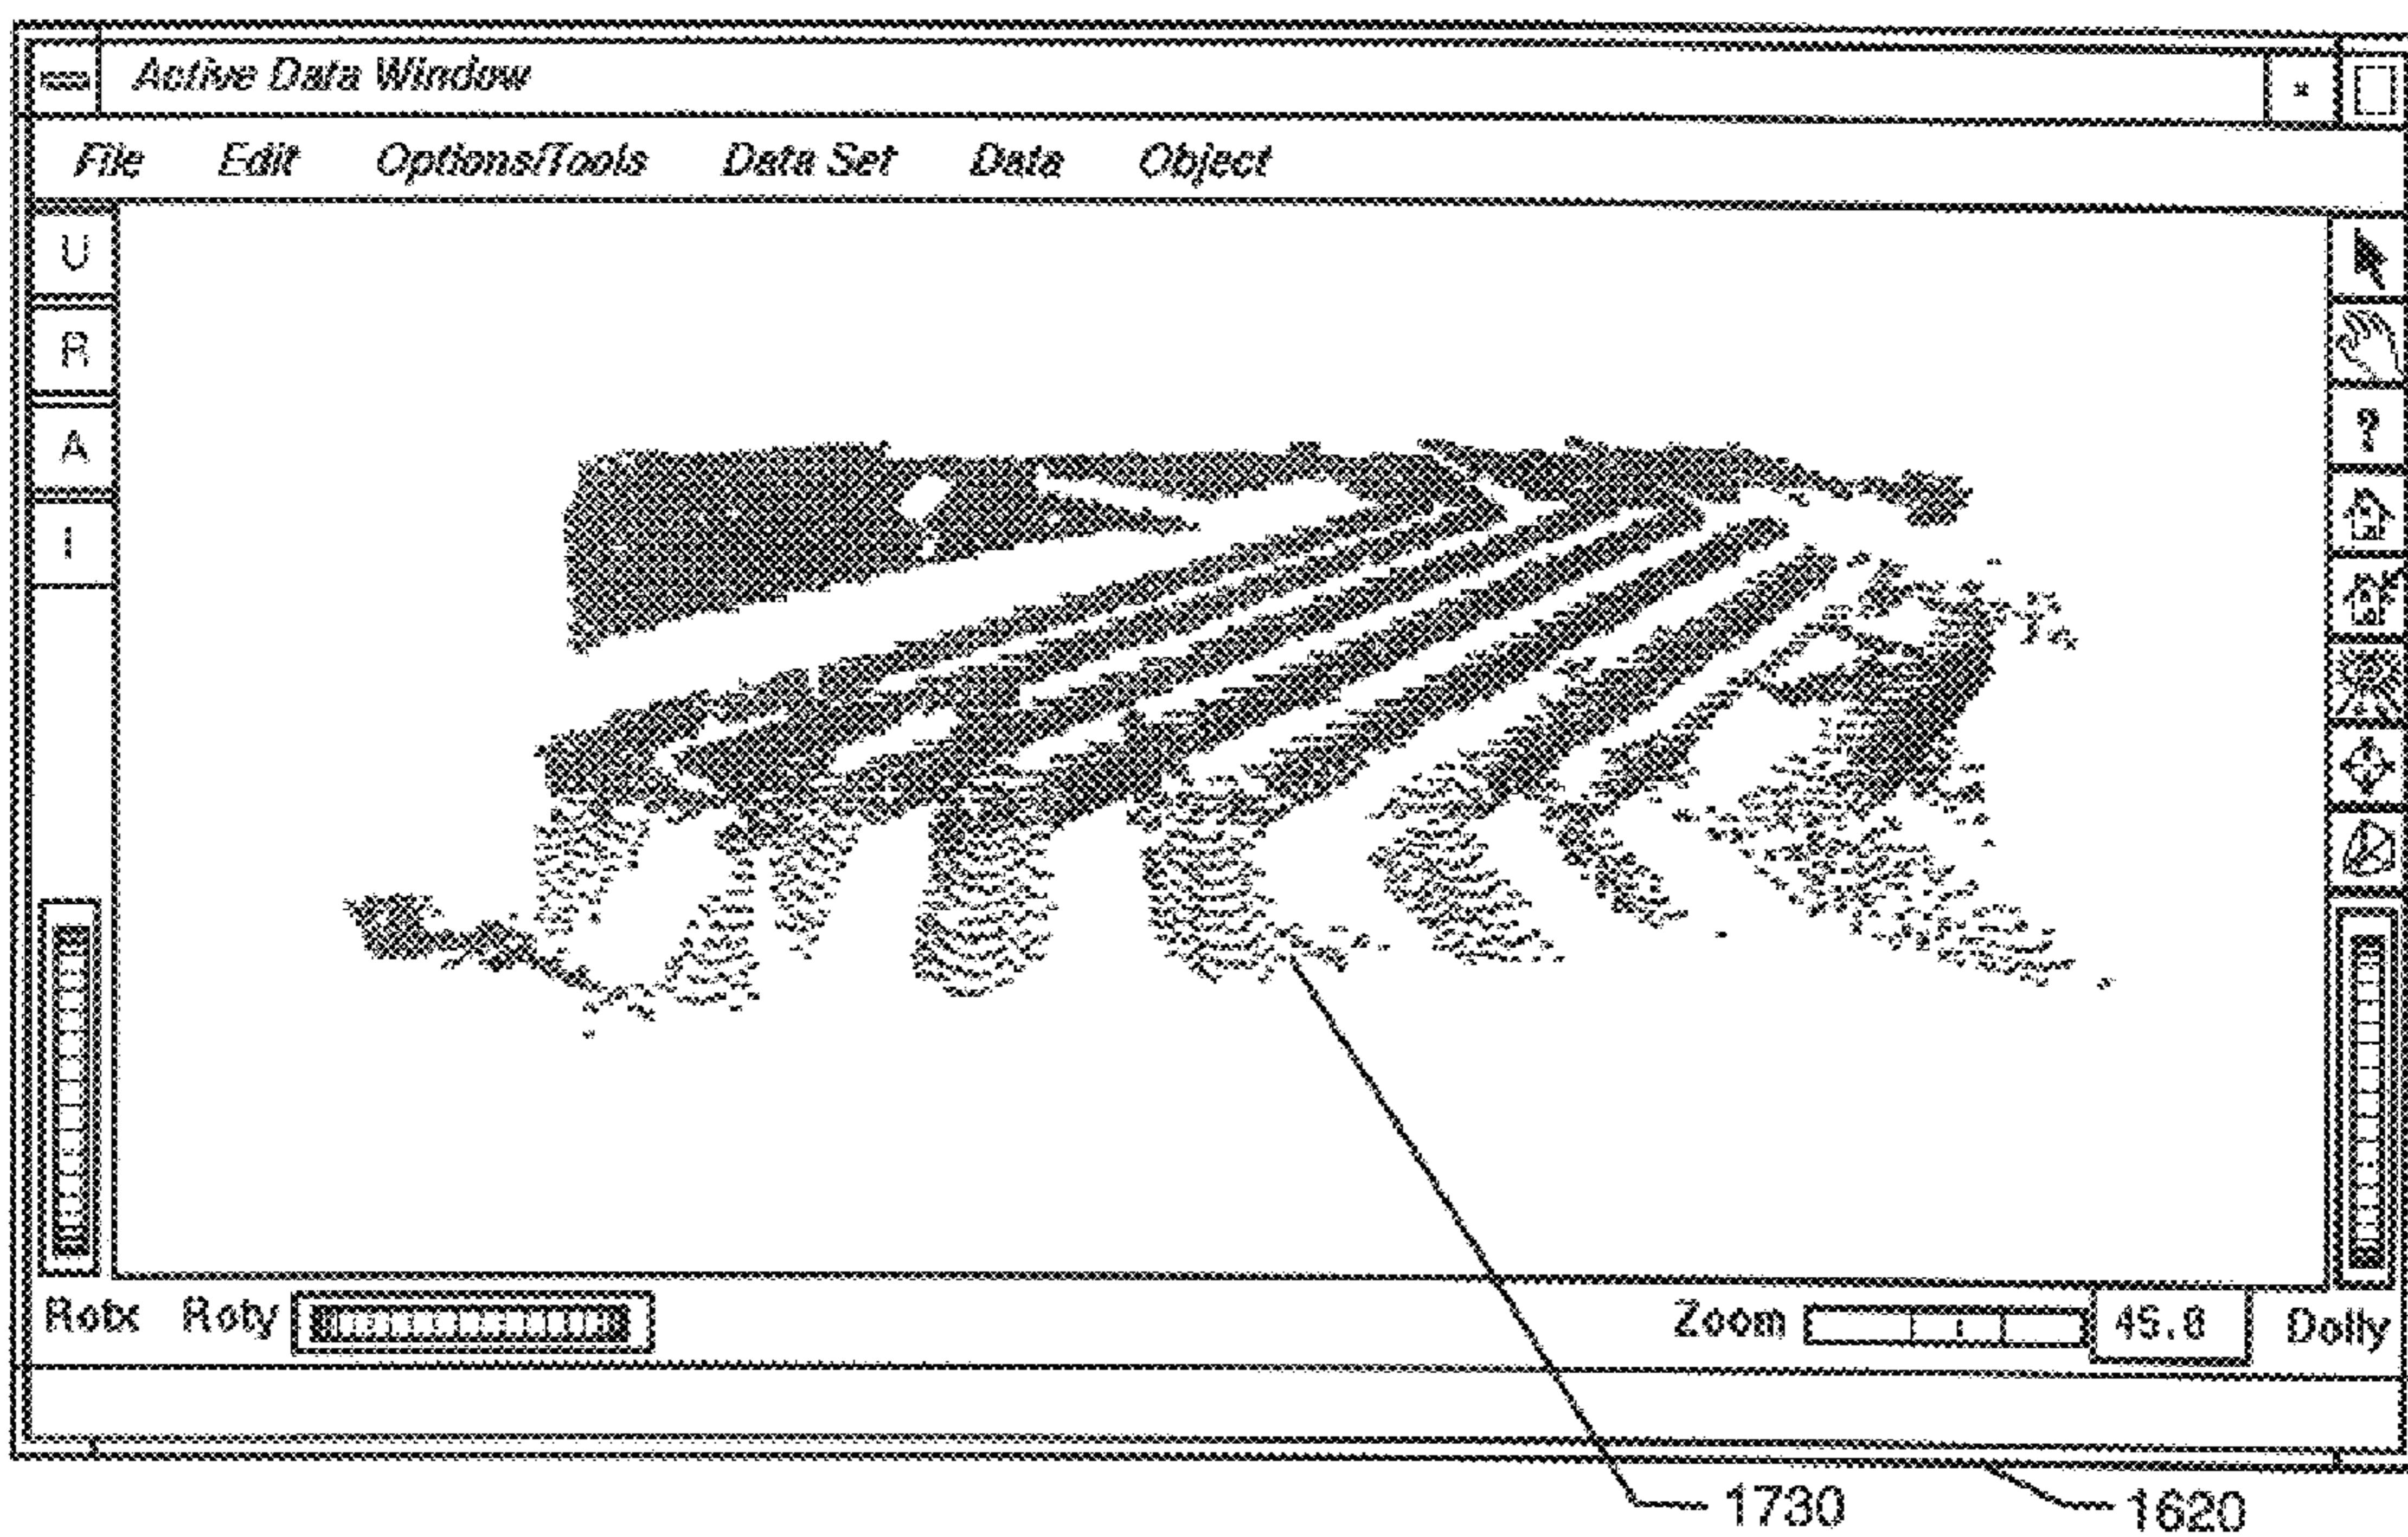 Active Data Window
File Edit Options/Tools Data Set Data Object
U
R
A
I
?
Rotx Roty Zoom 45.0 Dolly
1730 1620